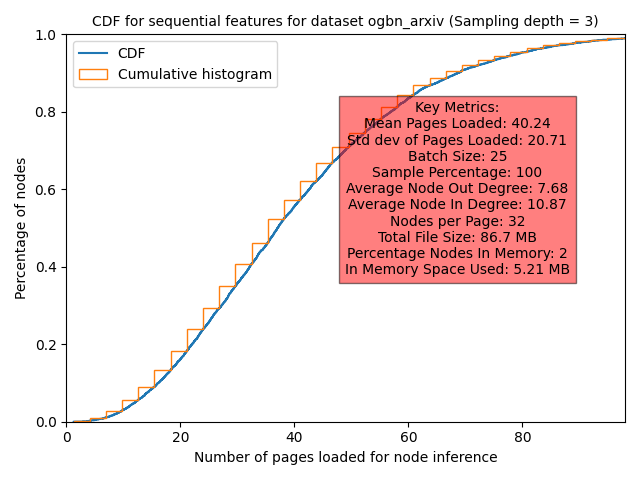 CDF for sequential features for dataset ogbn_arxiv (Sampling depth = 3)
CDF
Cumulative histogram
Key Metrics:
Mean Pages Loaded: 40.24
Std dev of Pages Loaded: 20.71
Batch Size: 25
Sample Percentage: 100
Average Node Out Degree: 7.68
Average Node In Degree: 10.87
Nodes per Page: 32
Total File Size: 86.7 MB
Percentage Nodes In Memory: 2
In Memory Space Used: 5.21 MB
Percentage of nodes
1.0
0.8
0.6
0.4
0.2
0.0
0 20 40 60 80
Number of pages loaded for node inference